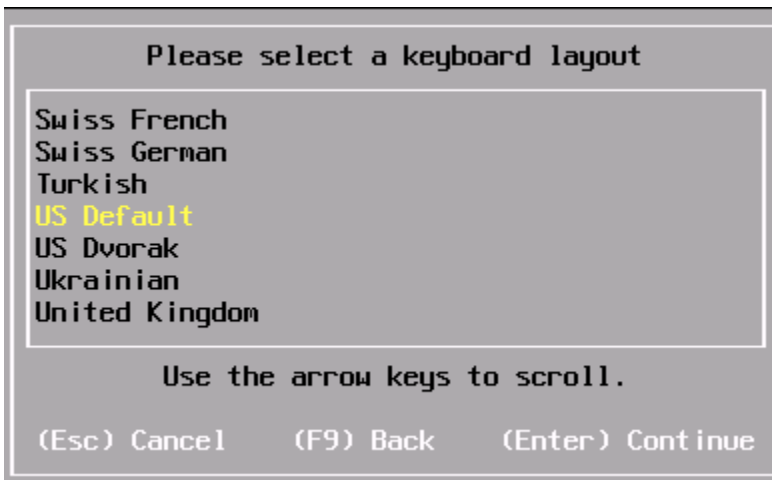 Please select a keyboard layout
Swiss French
Swiss German
Turkish
US Default
US Dvorak
Ukrainian
United Kingdom
Use the arrow keys to scroll.
(Esc) Cancel (F9) Back (Enter) Continue